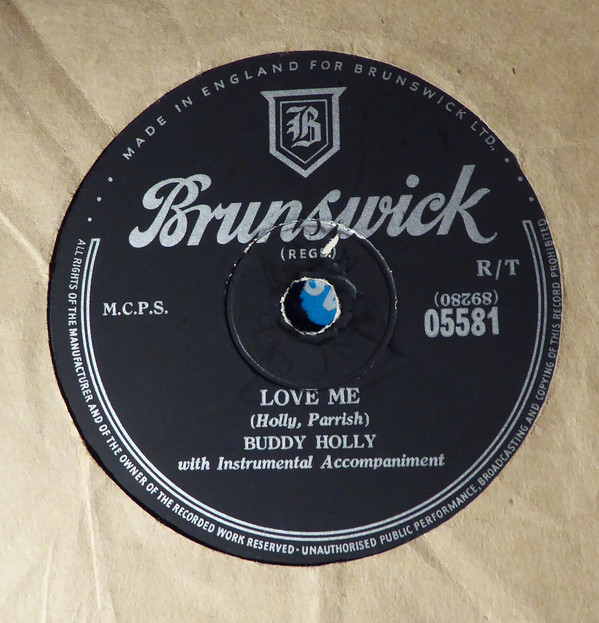 MADE IN ENGLAND FOR BRUNSWICK LTD.
B
Brunswick
(REGD)
R/T
M.C.P.S.
(89280)
05581
LOVE ME
(Holly, Parrish)
BUDDY HOLLY
with Instrumental Accompaniment
ALL RIGHTS OF THE MANUFACTURER AND OF THE OWNER OF THE RECORDED WORK RESERVED · UNAUTHORISED PUBLIC PERFORMANCE, BROADCASTING AND COPYING OF THIS RECORD PROHIBITED